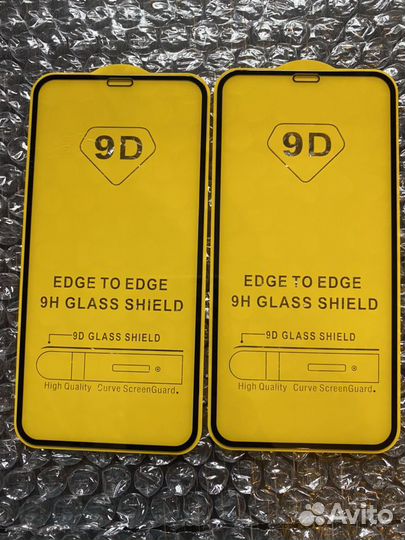 9D
EDGE TO EDGE
9H GLASS SHIELD
9D GLASS SHIELD
High Quality Curve ScreenGuard.
9D
EDGE TO EDGE
9H GLASS SHIELD
9D GLASS SHIELD
High Quality Curve ScreenGuard.
Avito